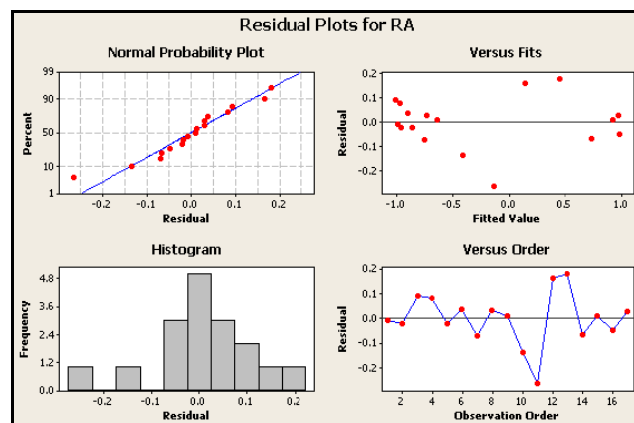 Residual Plots for RA
Normal Probability Plot
99
90
50
10
1
Percent
-0.2 -0.1 0.0 0.1 0.2
Residual
Versus Fits
0.2
0.1
0.0
-0.1
-0.2
Residual
-1.0 -0.5 0.0 0.5 1.0
Fitted Value
Histogram
4.8
3.6
2.4
1.2
0.0
Frequency
-0.2 -0.1 0.0 0.1 0.2
Residual
Versus Order
0.2
0.1
0.0
-0.1
-0.2
Residual
2 4 6 8 10 12 14 16
Observation Order